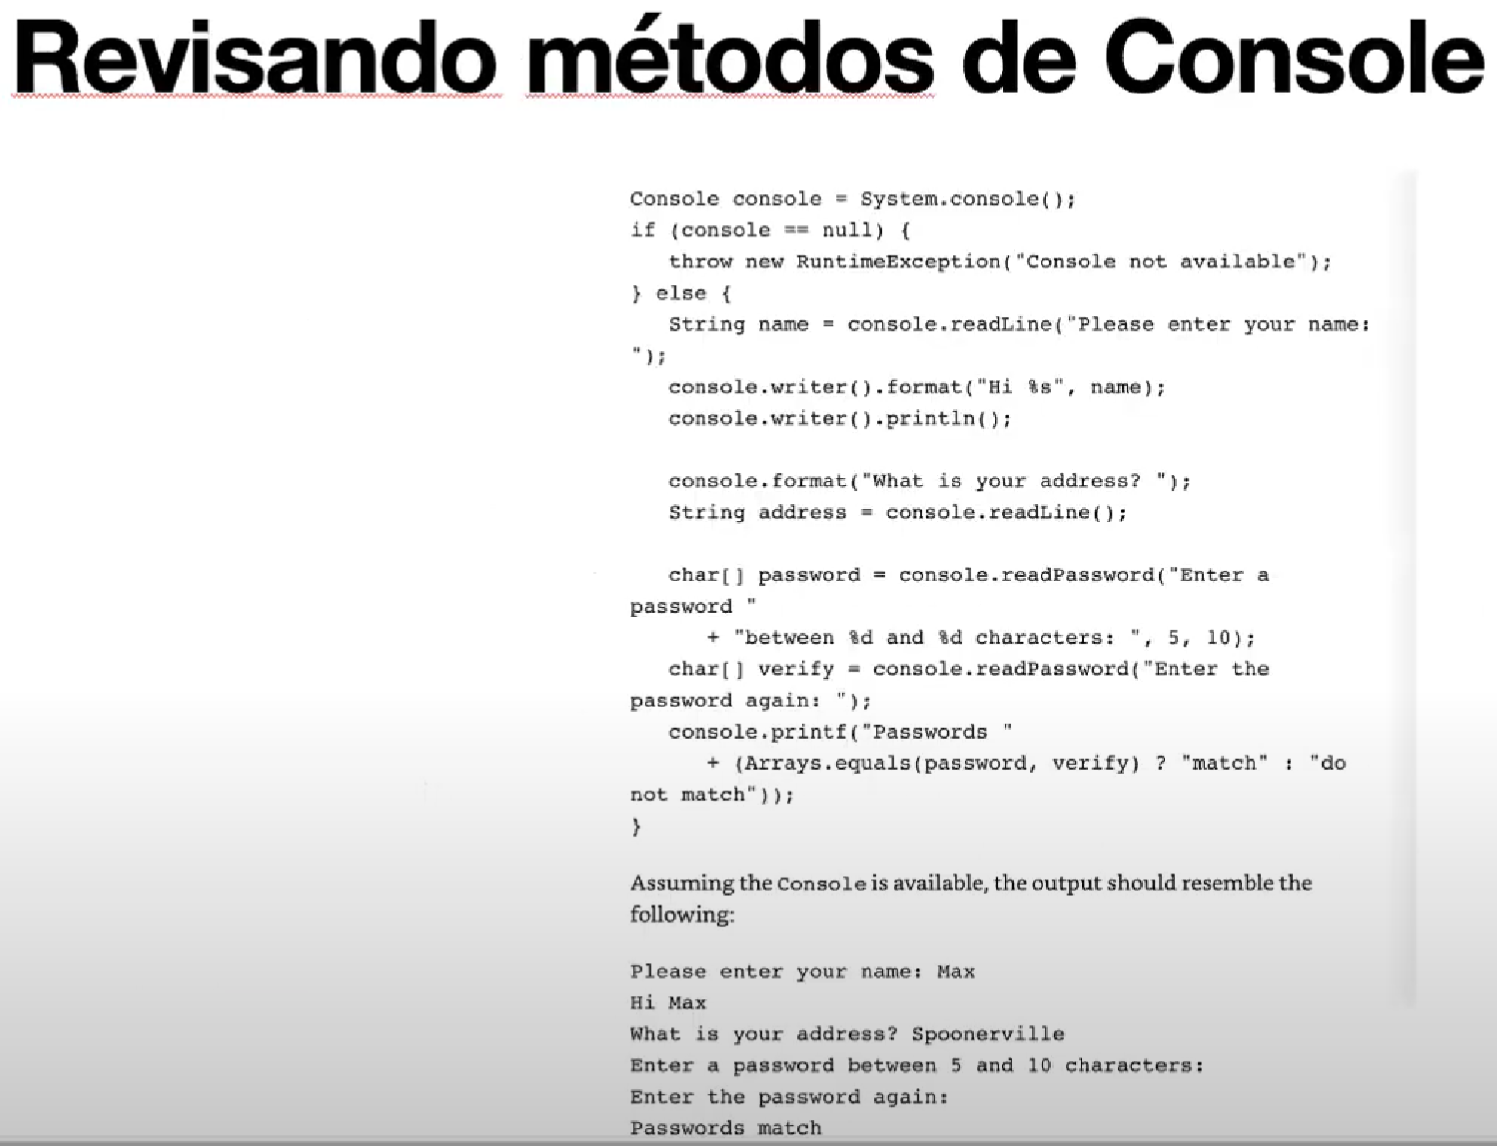 Revisando métodos de Console
Console console = System.console();
if (console == null) {
   throw new RuntimeException("Console not available");
} else {
   String name = console.readLine("Please enter your name:
");
   console.writer().format("Hi %s", name);
   console.writer().println();
   console.format("What is your address? ");
   String address = console.readLine();
   char[] password = console.readPassword("Enter a
password "
      + "between %d and %d characters: ", 5, 10);
   char[] verify = console.readPassword("Enter the
password again: ");
   console.printf("Passwords "
      + (Arrays.equals(password, verify) ? "match" : "do
not match"));
}
Assuming the Console is available, the output should resemble the
following:
Please enter your name: Max
Hi Max
What is your address? Spoonerville
Enter a password between 5 and 10 characters:
Enter the password again:
Passwords match